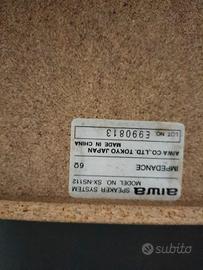 aiwa
SPEAKER SYSTEM
MODEL NO. SX-NS112
IMPEDANCE 6Ω
AIWA CO.,LTD. TOKYO JAPAN
MADE IN CHINA
LOT NO. E990813
subito